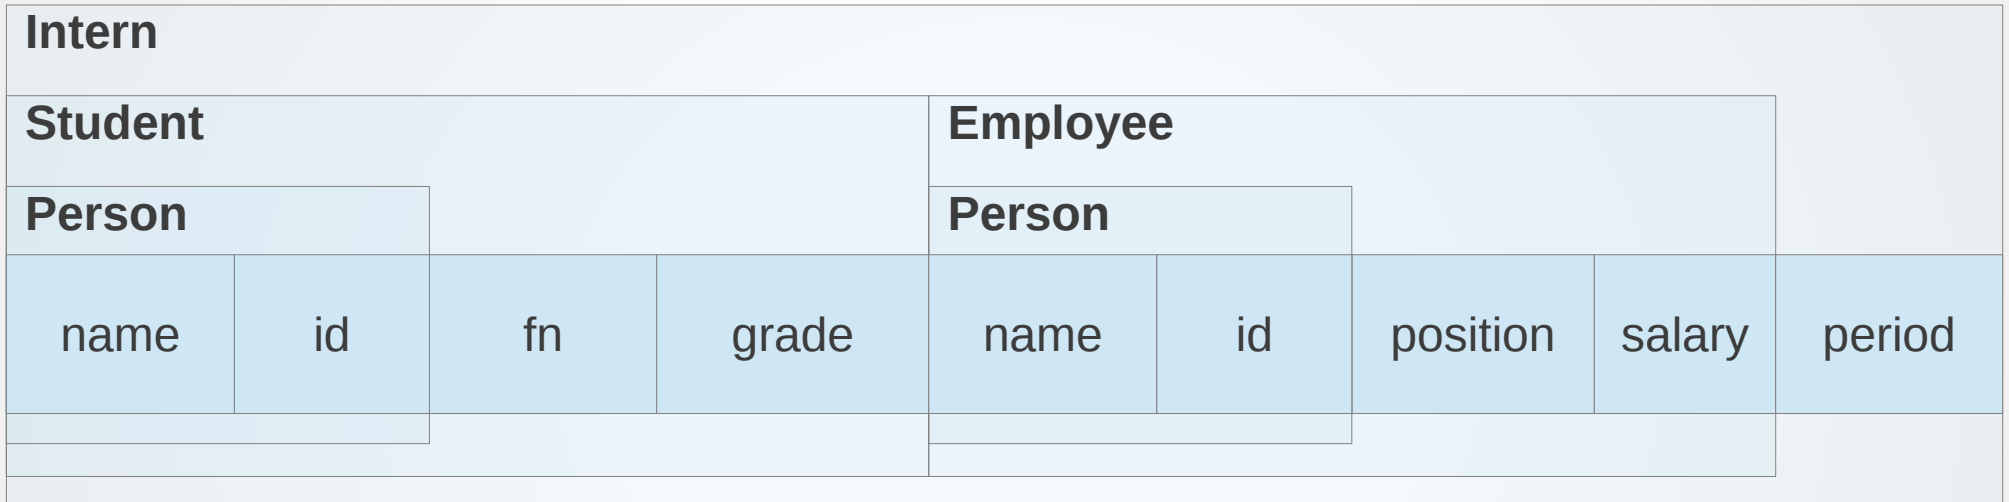 Intern
Student Employee
Person Person
name id fn grade name id position salary period